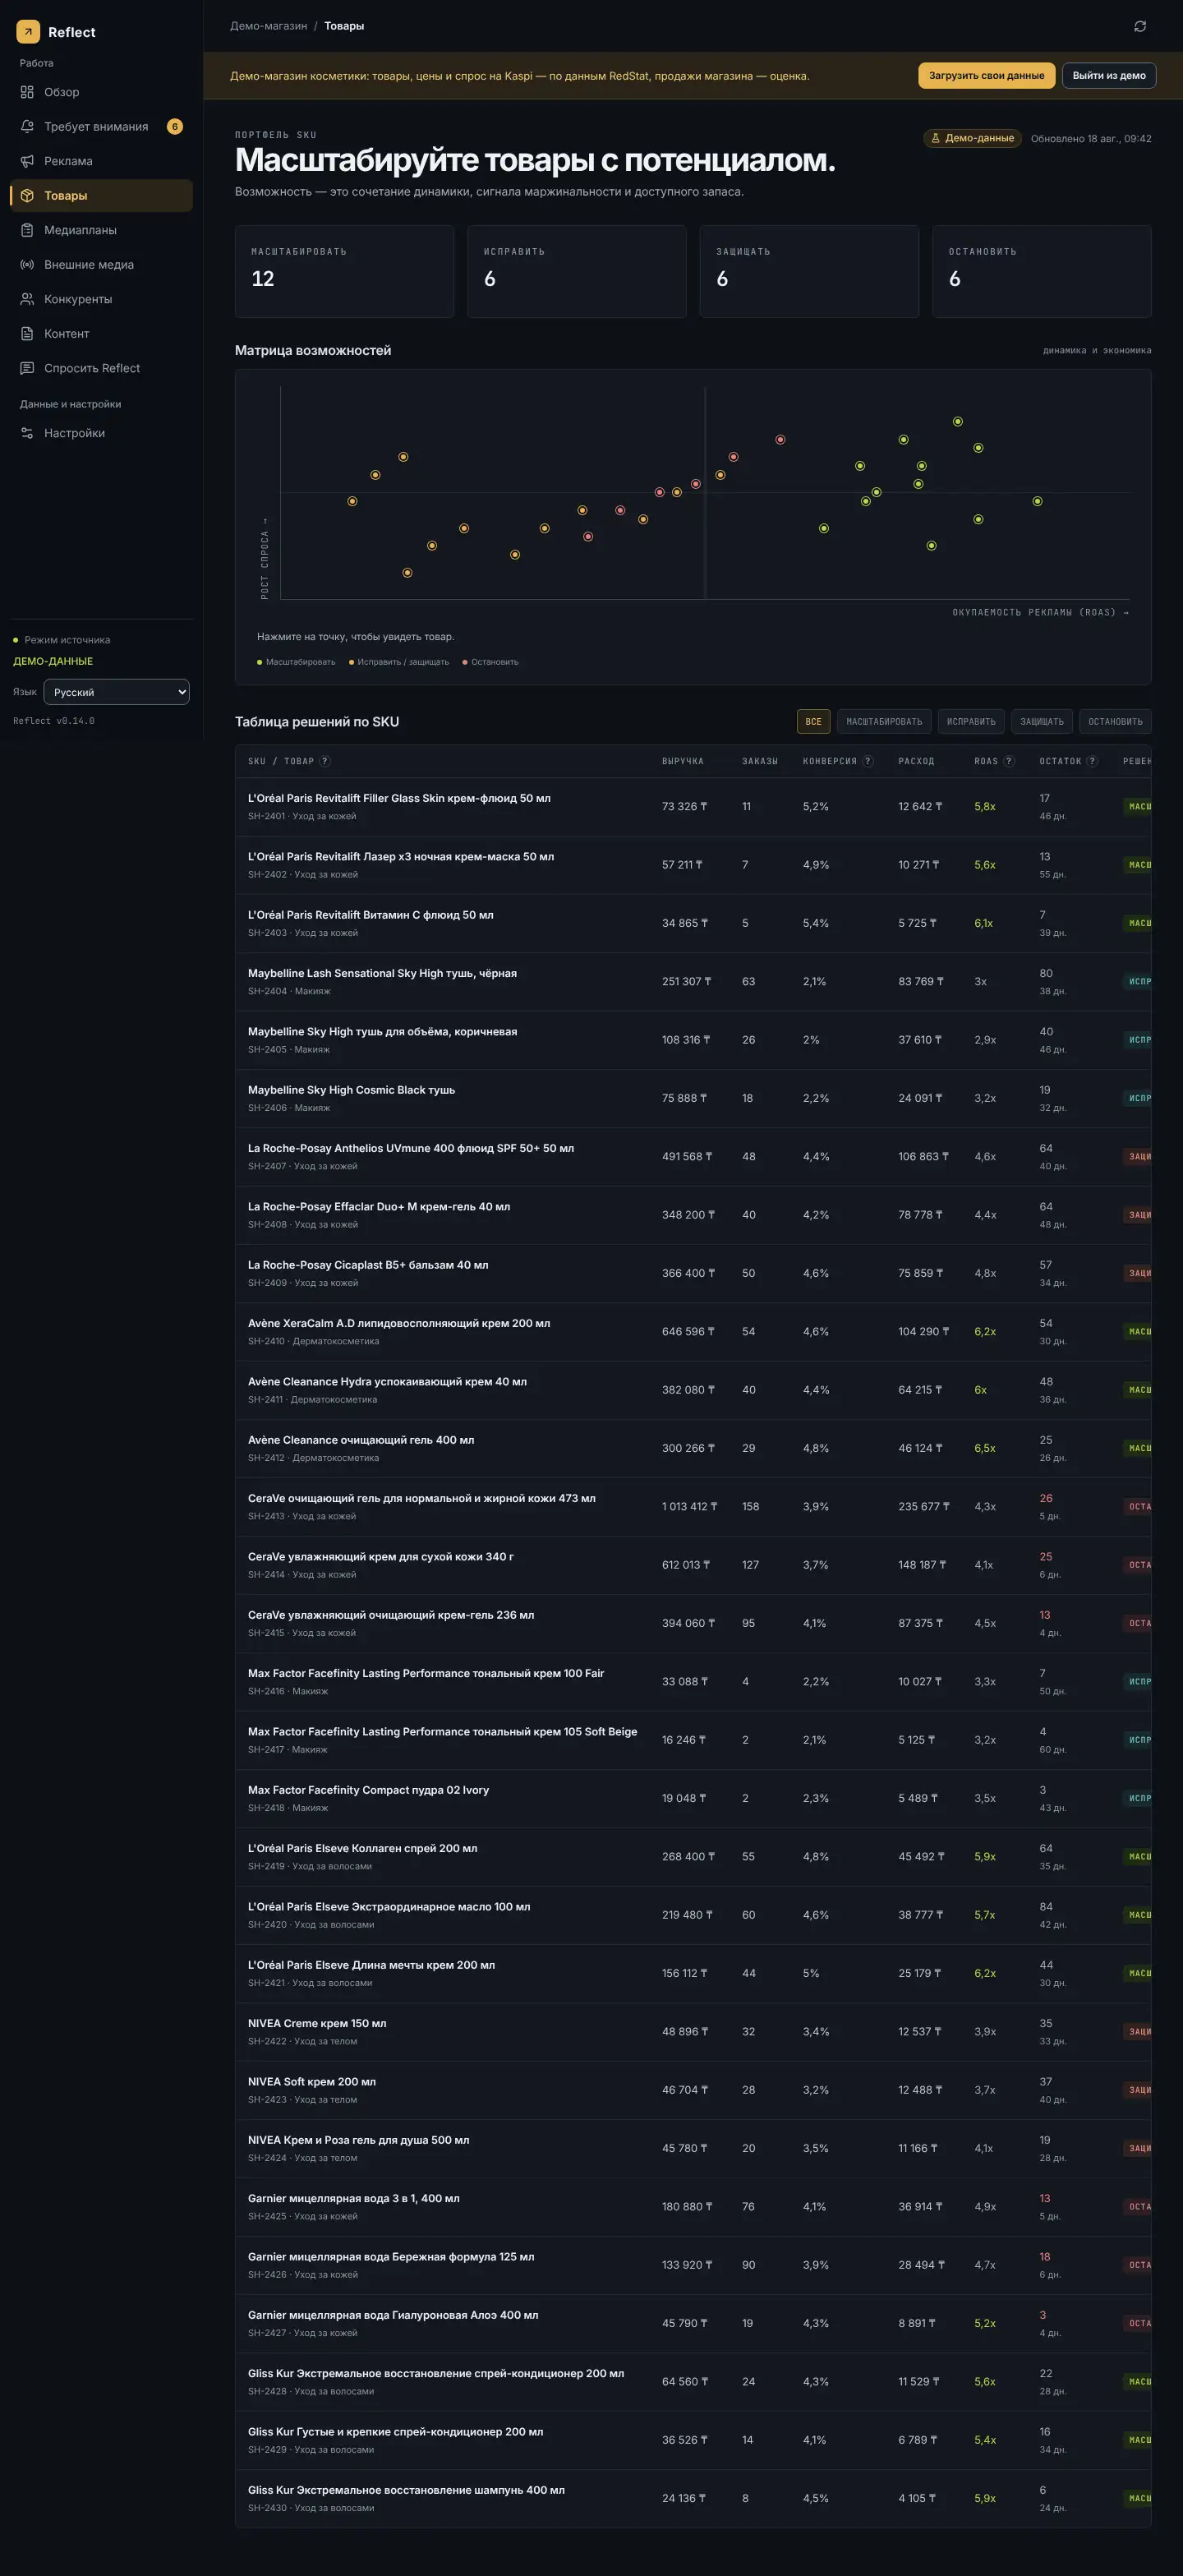 Reflect
Работа
Обзор
Требует внимания 6
Реклама
Товары
Медиапланы
Внешние медиа
Конкуренты
Контент
Спросить Reflect
Данные и настройки
Настройки
Режим источника
ДЕМО-ДАННЫЕ
Язык Русский
Reflect v0.14.0
Демо-магазин / Товары
Демо-магазин косметики: товары, цены и спрос на Kaspi — по данным RedStat, продажи магазина — оценка.
Загрузить свои данные
Выйти из демо
ПОРТФЕЛЬ SKU
Масштабируйте товары с потенциалом.
Возможность — это сочетание динамики, сигнала маржинальности и доступного запаса.
Демо-данные Обновлено 18 авг., 09:42
МАСШТАБИРОВАТЬ
12
ИСПРАВИТЬ
6
ЗАЩИЩАТЬ
6
ОСТАНОВИТЬ
6
Матрица возможностей
динамика и экономика
РОСТ СПРОСА →
ОКУПАЕМОСТЬ РЕКЛАМЫ (ROAS) →
Нажмите на точку, чтобы увидеть товар.
Масштабировать Исправить / защищать Остановить
Таблица решений по SKU
ВСЕ МАСШТАБИРОВАТЬ ИСПРАВИТЬ ЗАЩИЩАТЬ ОСТАНОВИТЬ
SKU / ТОВАР ? ВЫРУЧКА ЗАКАЗЫ КОНВЕРСИЯ ? РАСХОД ROAS ? ОСТАТОК ? РЕШЕН
L'Oréal Paris Revitalift Filler Glass Skin крем-флюид 50 мл
SH-2401 · Уход за кожей
73 326 ₸ 11 5,2% 12 642 ₸ 5,8x 17
46 дн.
МАСШ
L'Oréal Paris Revitalift Лазер х3 ночная крем-маска 50 мл
SH-2402 · Уход за кожей
57 211 ₸ 7 4,9% 10 271 ₸ 5,6x 13
55 дн.
МАСШ
L'Oréal Paris Revitalift Витамин С флюид 50 мл
SH-2403 · Уход за кожей
34 865 ₸ 5 5,4% 5 725 ₸ 6,1x 7
39 дн.
МАСШ
Maybelline Lash Sensational Sky High тушь, чёрная
SH-2404 · Макияж
251 307 ₸ 63 2,1% 83 769 ₸ 3x 80
38 дн.
ИСПР
Maybelline Sky High тушь для объёма, коричневая
SH-2405 · Макияж
108 316 ₸ 26 2% 37 610 ₸ 2,9x 40
46 дн.
ИСПР
Maybelline Sky High Cosmic Black тушь
SH-2406 · Макияж
75 888 ₸ 18 2,2% 24 091 ₸ 3,2x 19
32 дн.
ИСПР
La Roche-Posay Anthelios UVmune 400 флюид SPF 50+ 50 мл
SH-2407 · Уход за кожей
491 568 ₸ 48 4,4% 106 863 ₸ 4,6x 64
40 дн.
ЗАЩИ
La Roche-Posay Effaclar Duo+ M крем-гель 40 мл
SH-2408 · Уход за кожей
348 200 ₸ 40 4,2% 78 778 ₸ 4,4x 64
48 дн.
ЗАЩИ
La Roche-Posay Cicaplast B5+ бальзам 40 мл
SH-2409 · Уход за кожей
366 400 ₸ 50 4,6% 75 859 ₸ 4,8x 57
34 дн.
ЗАЩИ
Avène XeraCalm A.D липидовосполняющий крем 200 мл
SH-2410 · Дерматокосметика
646 596 ₸ 54 4,6% 104 290 ₸ 6,2x 54
30 дн.
МАСШ
Avène Cleanance Hydra успокаивающий крем 40 мл
SH-2411 · Дерматокосметика
382 080 ₸ 40 4,4% 64 215 ₸ 6x 48
36 дн.
МАСШ
Avène Cleanance очищающий гель 400 мл
SH-2412 · Дерматокосметика
300 266 ₸ 29 4,8% 46 124 ₸ 6,5x 25
26 дн.
МАСШ
CeraVe очищающий гель для нормальной и жирной кожи 473 мл
SH-2413 · Уход за кожей
1 013 412 ₸ 158 3,9% 235 677 ₸ 4,3x 26
5 дн.
ОСТА
CeraVe увлажняющий крем для сухой кожи 340 г
SH-2414 · Уход за кожей
612 013 ₸ 127 3,7% 148 187 ₸ 4,1x 25
6 дн.
ОСТА
CeraVe увлажняющий очищающий крем-гель 236 мл
SH-2415 · Уход за кожей
394 060 ₸ 95 4,1% 87 375 ₸ 4,5x 13
4 дн.
ОСТА
Max Factor Facefinity Lasting Performance тональный крем 100 Fair
SH-2416 · Макияж
33 088 ₸ 4 2,2% 10 027 ₸ 3,3x 7
50 дн.
ИСПР
Max Factor Facefinity Lasting Performance тональный крем 105 Soft Beige
SH-2417 · Макияж
16 246 ₸ 2 2,1% 5 125 ₸ 3,2x 4
60 дн.
ИСПР
Max Factor Facefinity Compact пудра 02 Ivory
SH-2418 · Макияж
19 048 ₸ 2 2,3% 5 489 ₸ 3,5x 3
43 дн.
ИСПР
L'Oréal Paris Elseve Коллаген спрей 200 мл
SH-2419 · Уход за волосами
268 400 ₸ 55 4,8% 45 492 ₸ 5,9x 64
35 дн.
МАСШ
L'Oréal Paris Elseve Экстраординарное масло 100 мл
SH-2420 · Уход за волосами
219 480 ₸ 60 4,6% 38 777 ₸ 5,7x 84
42 дн.
МАСШ
L'Oréal Paris Elseve Длина мечты крем 200 мл
SH-2421 · Уход за волосами
156 112 ₸ 44 5% 25 179 ₸ 6,2x 44
30 дн.
МАСШ
NIVEA Creme крем 150 мл
SH-2422 · Уход за телом
48 896 ₸ 32 3,4% 12 537 ₸ 3,9x 35
33 дн.
ЗАЩИ
NIVEA Soft крем 200 мл
SH-2423 · Уход за телом
46 704 ₸ 28 3,2% 12 488 ₸ 3,7x 37
40 дн.
ЗАЩИ
NIVEA Крем и Роза гель для душа 500 мл
SH-2424 · Уход за телом
45 780 ₸ 20 3,5% 11 166 ₸ 4,1x 19
28 дн.
ЗАЩИ
Garnier мицеллярная вода 3 в 1, 400 мл
SH-2425 · Уход за кожей
180 880 ₸ 76 4,1% 36 914 ₸ 4,9x 13
5 дн.
ОСТА
Garnier мицеллярная вода Бережная формула 125 мл
SH-2426 · Уход за кожей
133 920 ₸ 90 3,9% 28 494 ₸ 4,7x 18
6 дн.
ОСТА
Garnier мицеллярная вода Гиалуроновая Алоэ 400 мл
SH-2427 · Уход за кожей
45 790 ₸ 19 4,3% 8 891 ₸ 5,2x 3
4 дн.
ОСТА
Gliss Kur Экстремальное восстановление спрей-кондиционер 200 мл
SH-2428 · Уход за волосами
64 560 ₸ 24 4,3% 11 529 ₸ 5,6x 22
28 дн.
МАСШ
Gliss Kur Густые и крепкие спрей-кондиционер 200 мл
SH-2429 · Уход за волосами
36 526 ₸ 14 4,1% 6 789 ₸ 5,4x 16
34 дн.
МАСШ
Gliss Kur Экстремальное восстановление шампунь 400 мл
SH-2430 · Уход за волосами
24 136 ₸ 8 4,5% 4 105 ₸ 5,9x 6
24 дн.
МАСШ